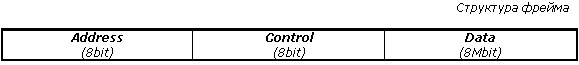 Структура фрейма
Address Control Data
(8bit) (8bit) (8Mbit)